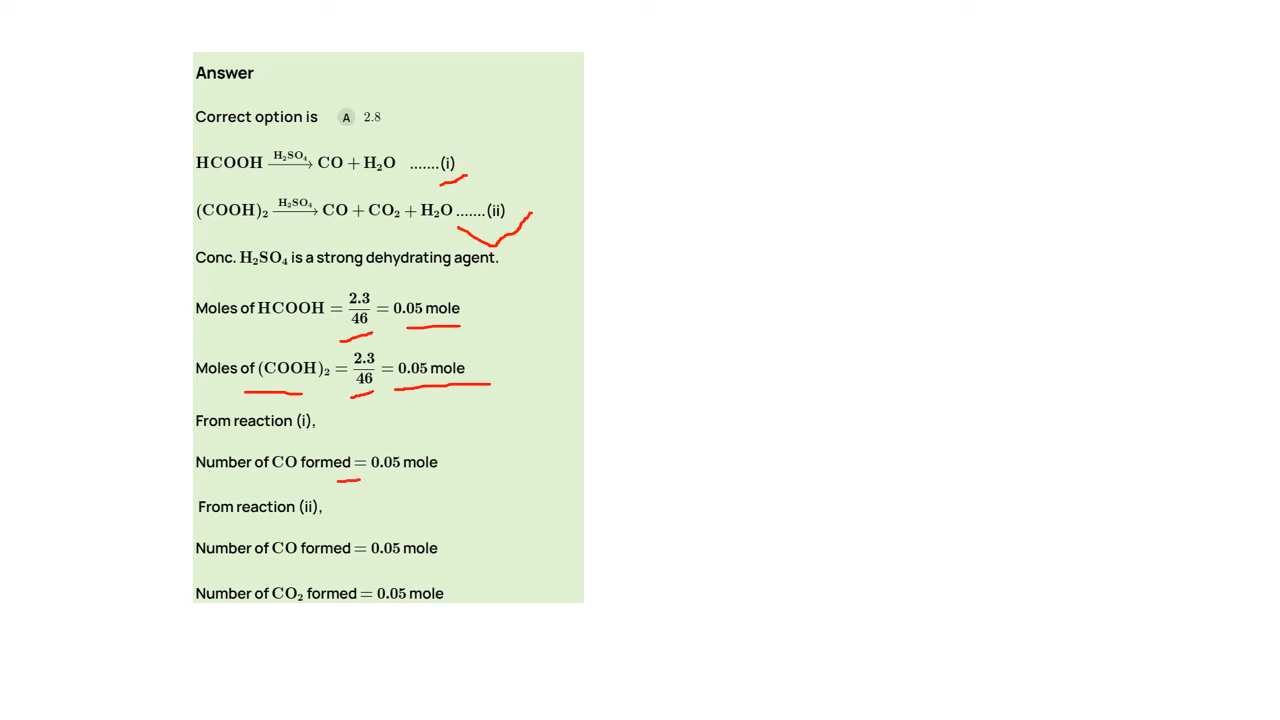 Answer
Correct option is A 2.8
HCOOH —H₂SO₄→ CO + H₂O .......(i)
(COOH)₂ —H₂SO₄→ CO + CO₂ + H₂O .......(ii)
Conc. H₂SO₄ is a strong dehydrating agent.
Moles of HCOOH = 2.3/46 = 0.05 mole
Moles of (COOH)₂ = 2.3/46 = 0.05 mole
From reaction (i),
Number of CO formed = 0.05 mole
From reaction (ii),
Number of CO formed = 0.05 mole
Number of CO₂ formed = 0.05 mole